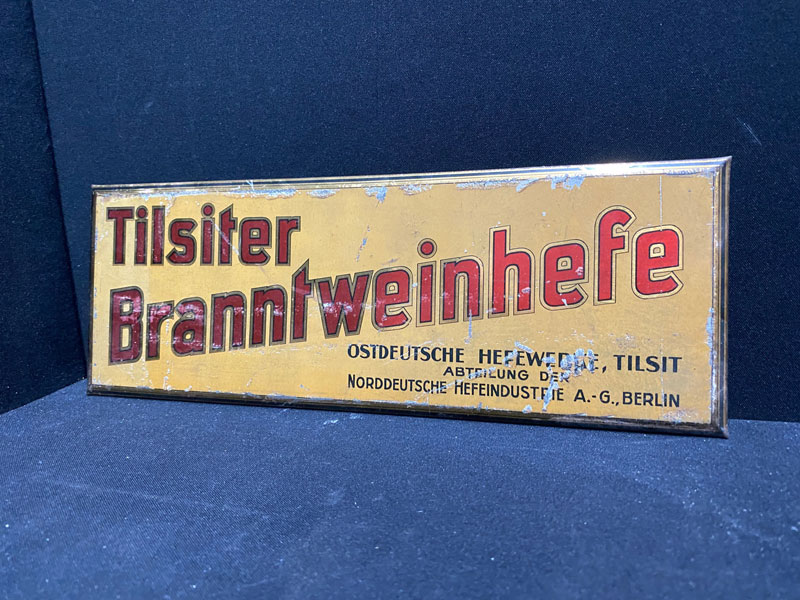 Tilsiter
Branntweinhefe
OSTDEUTSCHE HEFEWERKE, TILSIT
ABTEILUNG DER
NORDDEUTSCHE HEFEINDUSTRIE A.-G., BERLIN